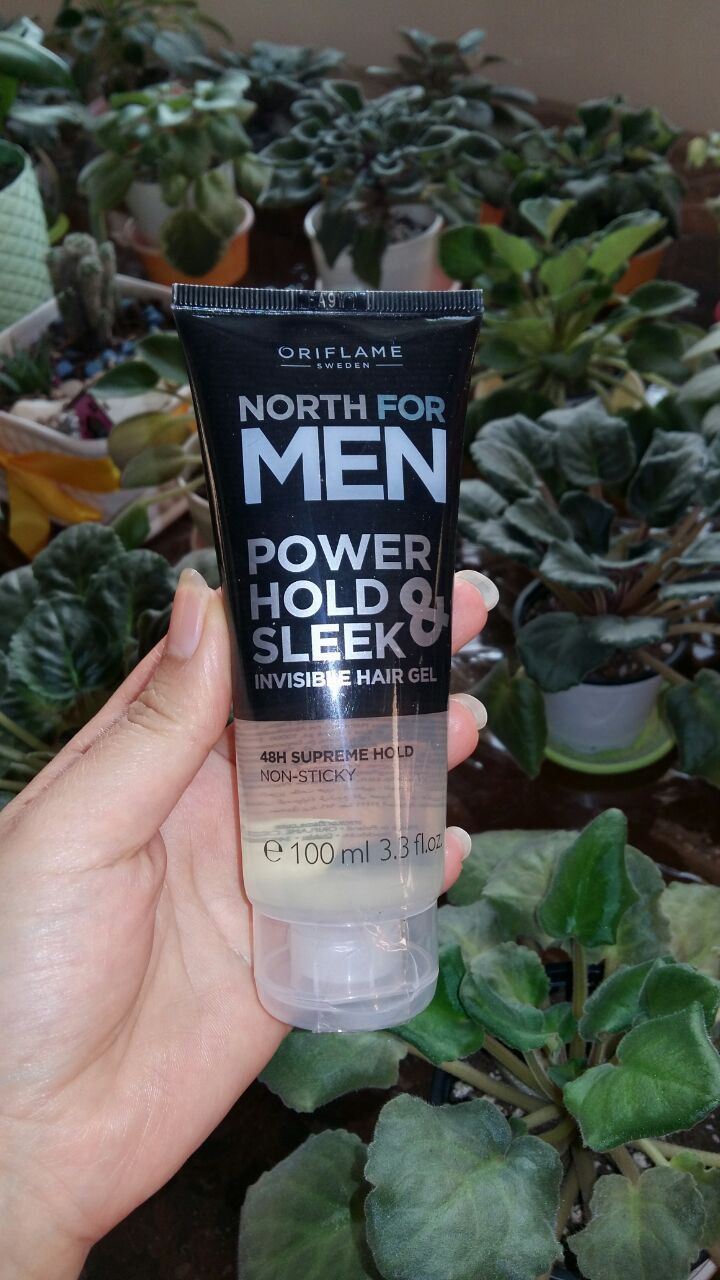 A9
ORIFLAME
SWEDEN
NORTH FOR
MEN
POWER
HOLD &
SLEEK
INVISIBLE HAIR GEL
48H SUPREME HOLD
NON-STICKY
e 100 ml 3.3 fl.oz.